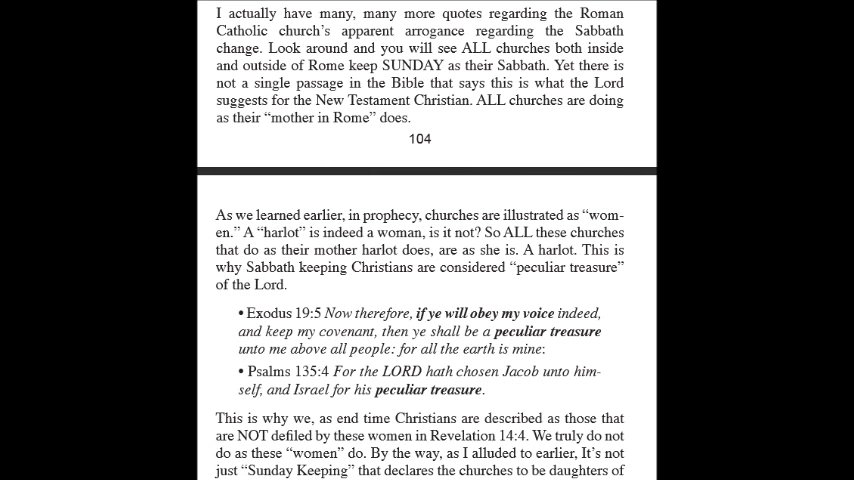 I actually have many, many more quotes regarding the Roman
Catholic church's apparent arrogance regarding the Sabbath
change. Look around and you will see ALL churches both inside
and outside of Rome keep SUNDAY as their Sabbath. Yet there is
not a single passage in the Bible that says this is what the Lord
suggests for the New Testament Christian. ALL churches are doing
as their “mother in Rome” does.
104
As we learned earlier, in prophecy, churches are illustrated as “wom-
en.” A “harlot” is indeed a woman, is it not? So ALL these churches
that do as their mother harlot does, are as she is. A harlot. This is
why Sabbath keeping Christians are considered “peculiar treasure”
of the Lord.
• Exodus 19:5 Now therefore, if ye will obey my voice indeed,
and keep my covenant, then ye shall be a peculiar treasure
unto me above all people: for all the earth is mine:
• Psalms 135:4 For the LORD hath chosen Jacob unto him-
self, and Israel for his peculiar treasure.
This is why we, as end time Christians are described as those that
are NOT defiled by these women in Revelation 14:4. We truly do not
do as these “women” do. By the way, as I alluded to earlier, It's not
just “Sunday Keeping” that declares the churches to be daughters of